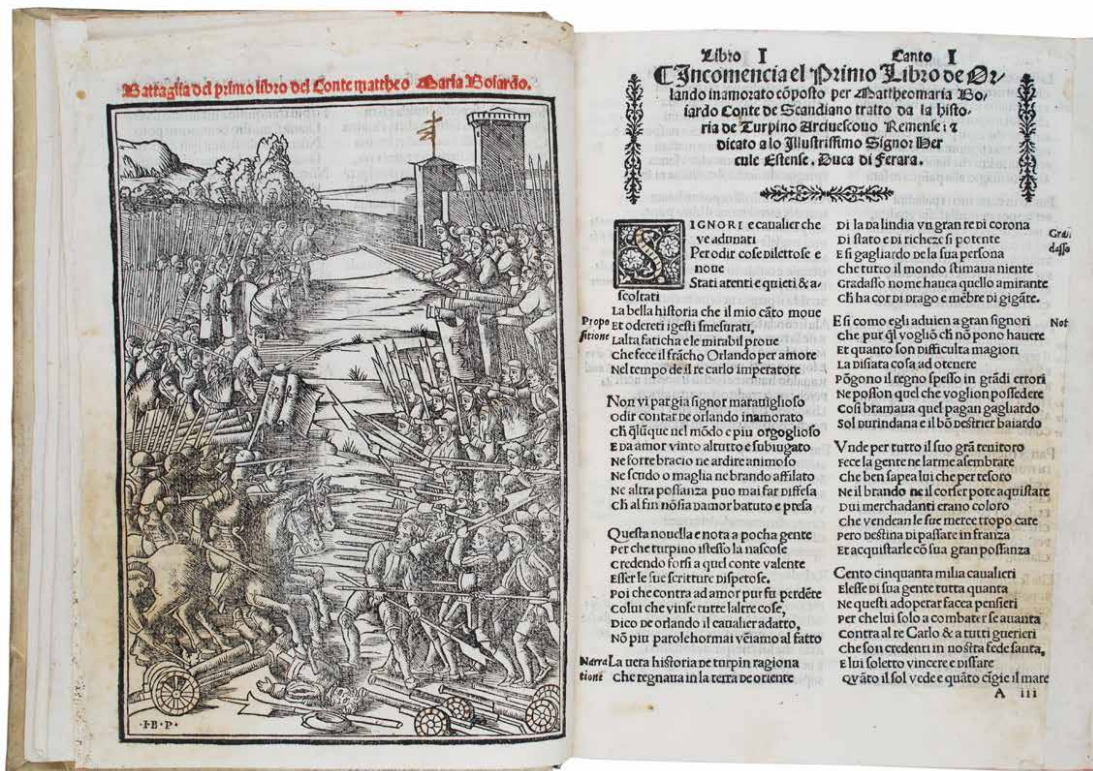 Battaglia del primo libro del Conte mattheo Maria Boiardo.
·I·B·P·
Libro I Canto I
Incomencia el Primo Libro de Or-
lando inamorato cōposto per Mattheomaria Bo-
iardo Conte de Scandiano tratto da la histo-
ria de Turpino Arciuescouo Remense: ⁊
dicato a lo Illustrissimo Signor Her
cule Estense. Duca di Ferara.
SIGNORI e caualier che
ve adunati
Per odir cose dilettose e
noue
Stati atenti e quieti & a-
scoltati
La bella historia che il mio cāto moue
Propo Et odereti i gesti smesurati,
sitione Lalta faticha e le mirabil proue
Che fece il frācho Orlando per amore
Nel tempo de il re carlo imperatote
Non vi par gia signor marauiglioso
Odir contar de orlando inamorato
Ch qlūque nel mōdo e piu orgoglioso
E da amor vinto al tutto e subiugato
Ne forte bracio ne ardire animoso
Ne scudo o maglia ne brando affilato
Ne altra possanza puo mai far diffesa
Ch al fin nōsia damor batuto e presa
Questa nouella e nota a pocha gente
Per che turpino istesso la nascose
Credendo forsi a quel conte valente
Esser le sue scritture dispetose,
Poi che contra ad amor pur fu perdēte
Colui che vinse tutte laltre cose,
Dico de orlando il caualier adatto,
Nō piu parole hormai vēiamo al fatto
Narra La uera historia de turpin ragiona
tione Che regnaua in la terra de oriente
Di la da lindia vn gran re di corona
Di stato e di richeze si potente
E si gagliardo de la sua persona
Che tutto il mondo stimaua niente
Gradasso nome hauea quello amirante
Ch ha cor di drago e mēbre di gigāte.
Gra
dasso
E si como egli aduien a gran signori Not
Che pur ql voglio ch nō pono hauere
Et quanto son difficulta magiori
La disiata cosa ad otenere
Pōgono il regno spesso in grādi errori
Ne posson quel che voglion possedere
Cosi bramaua quel pagan gagliardo
Sol durindana e il bō destrier baiardo
Vnde per tutto il suo grā tenitoro
Fece la gente ne larme asembrare
Che ben sapea lui che per tesoro
Ne il brando ne il corser pote aquistare
Dui merchadanti erano coloro
Che vendean le sue merce tropo care
Pero destina di passare in franza
Et acquistarle cō sua gran possanza
Cento cinquanta milia caualieri
Elesse di sua gente tutta quanta
Ne questi adoperar facea pensieri
Per che lui solo a combater se auanta
Contra al re Carlo & a tutti guerieri
Che son credenti in nostra fede santa,
E lui soletto vincere e disfare
Quāto il sol vede e quāto cīgie il mare
A iii